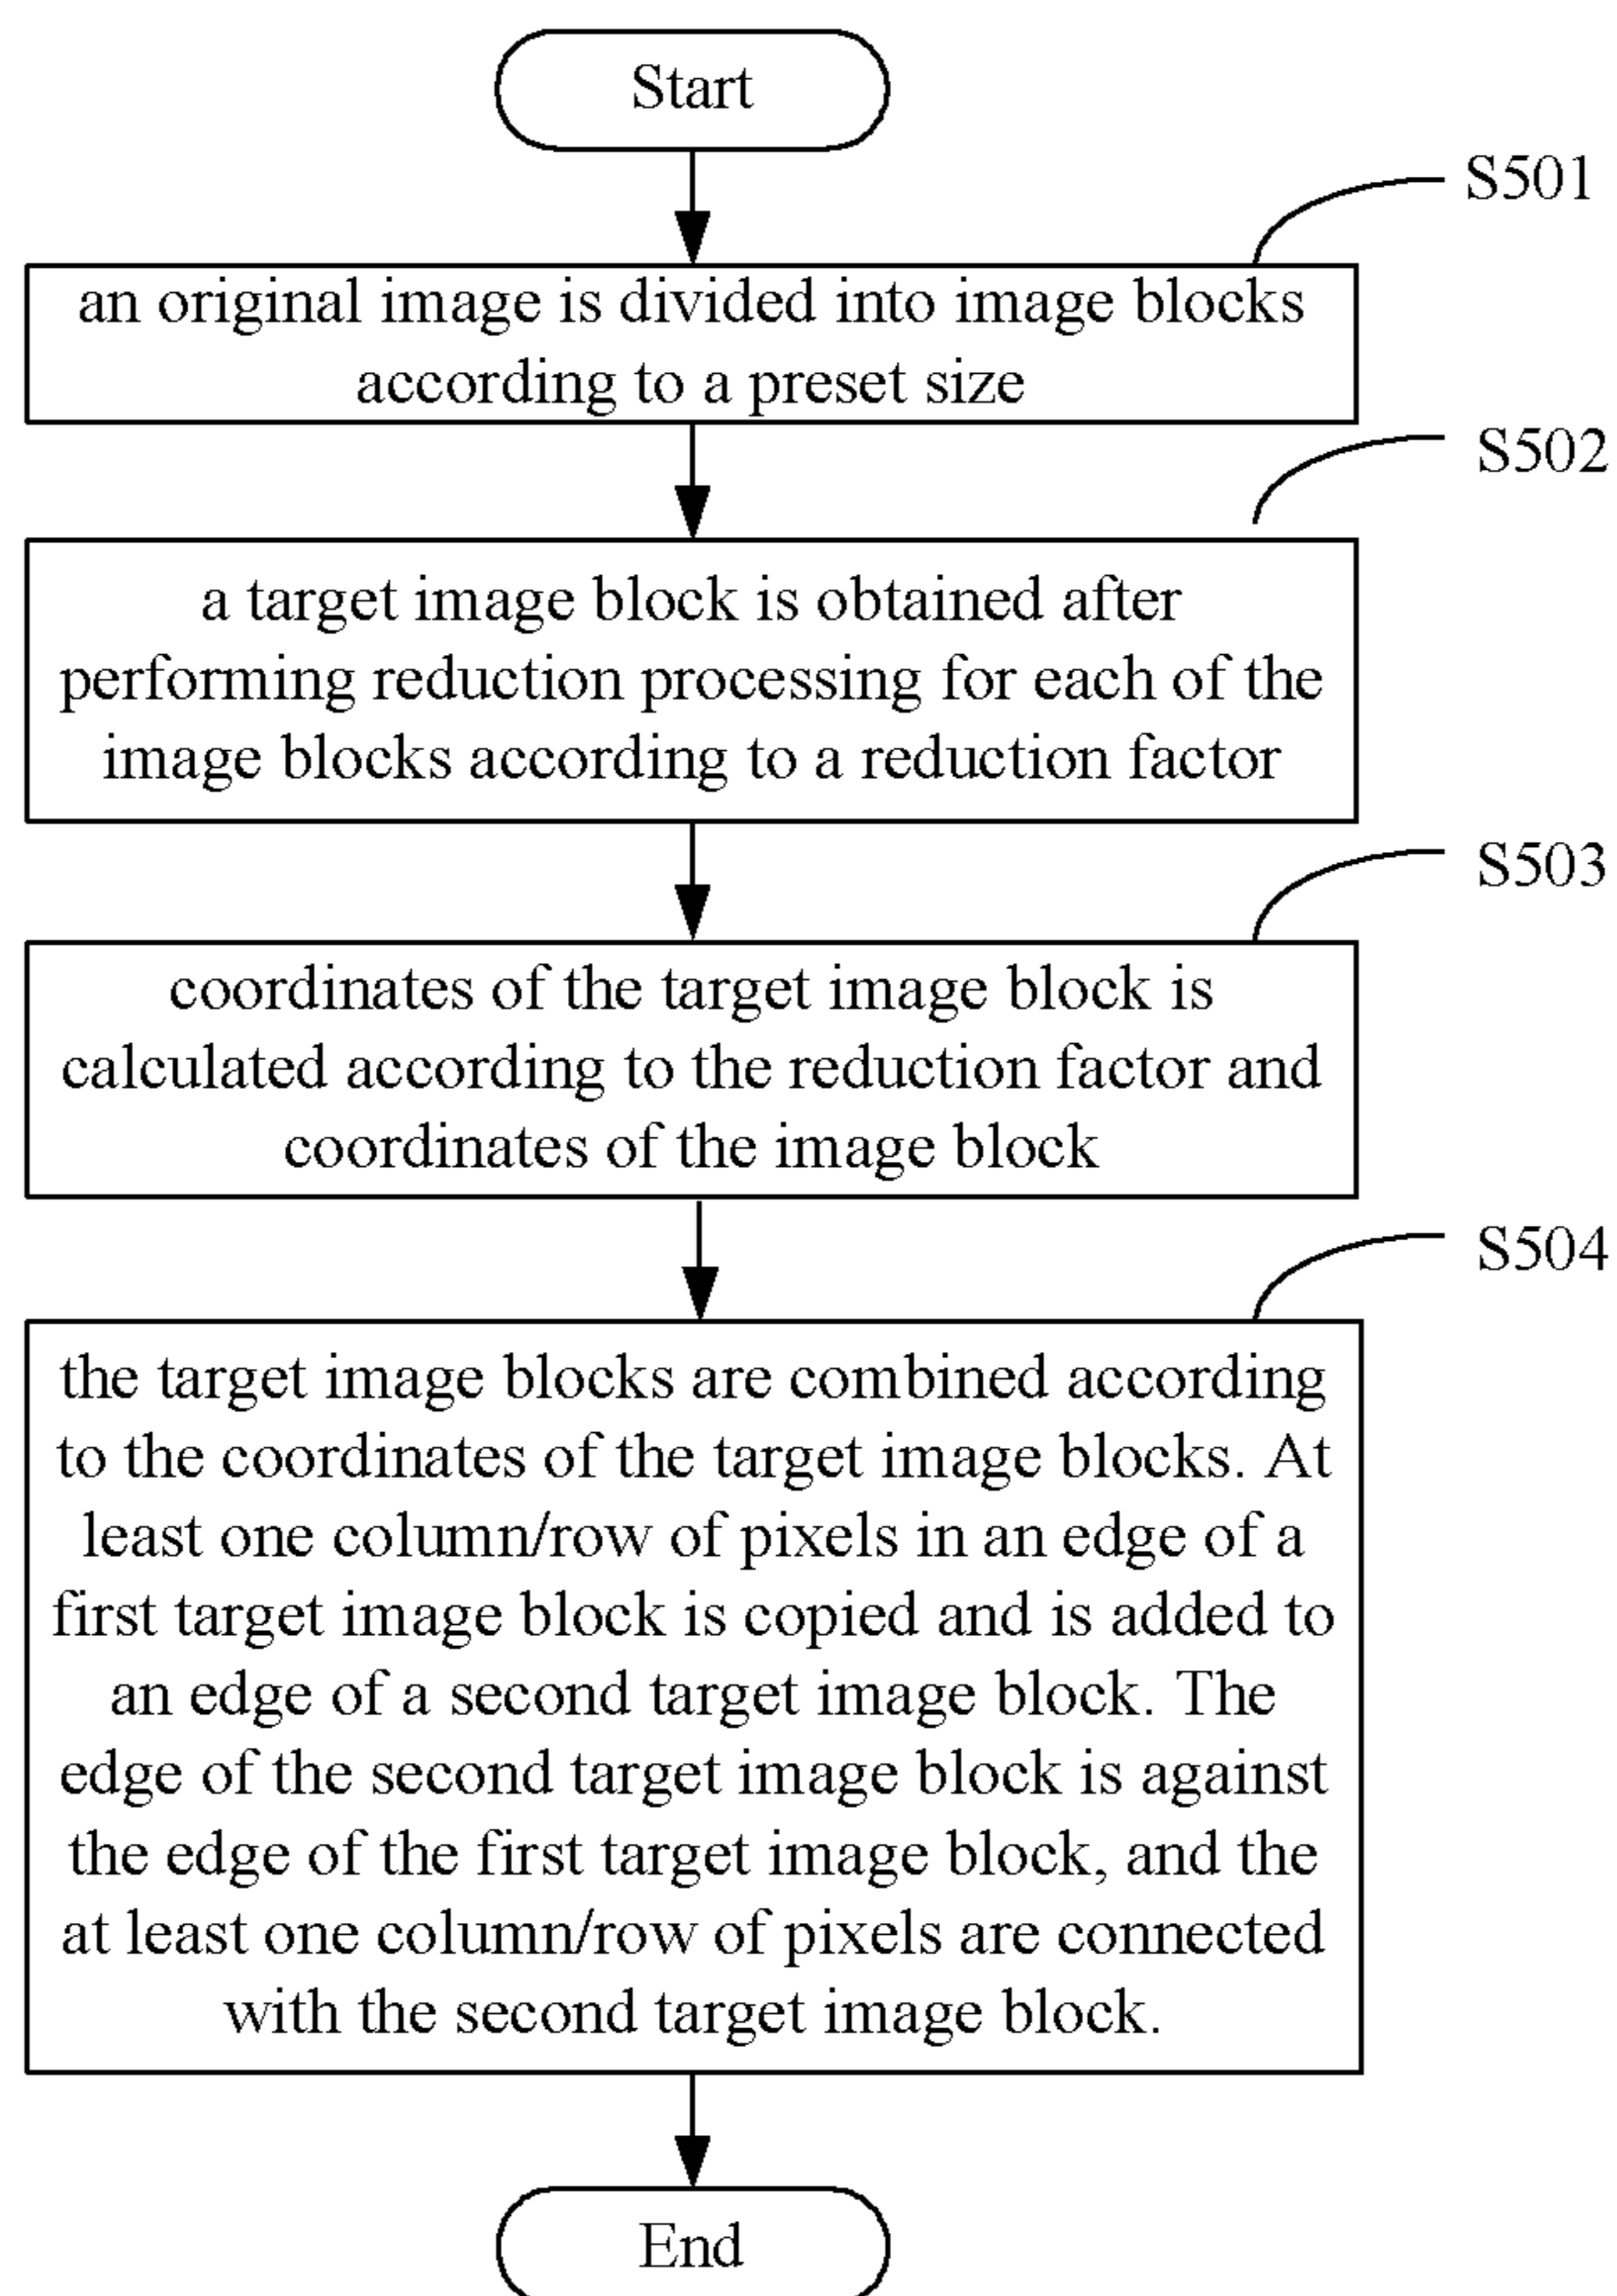 Start
S501
an original image is divided into image blocks
according to a preset size
S502
a target image block is obtained after
performing reduction processing for each of the
image blocks according to a reduction factor
S503
coordinates of the target image block is
calculated according to the reduction factor and
coordinates of the image block
S504
the target image blocks are combined according
to the coordinates of the target image blocks. At
least one column/row of pixels in an edge of a
first target image block is copied and is added to
an edge of a second target image block. The
edge of the second target image block is against
the edge of the first target image block, and the
at least one column/row of pixels are connected
with the second target image block.
End